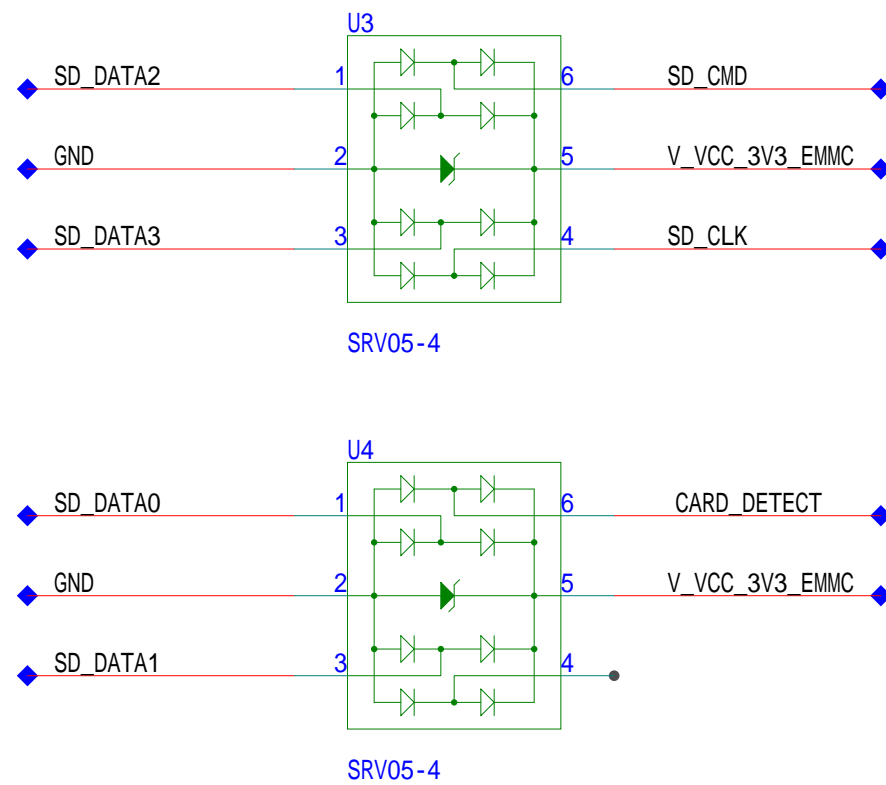 U3
SD_DATA2 1 6 SD_CMD
GND 2 5 V_VCC_3V3_EMMC
SD_DATA3 3 4 SD_CLK
SRV05-4
U4
SD_DATA0 1 6 CARD_DETECT
GND 2 5 V_VCC_3V3_EMMC
SD_DATA1 3 4
SRV05-4